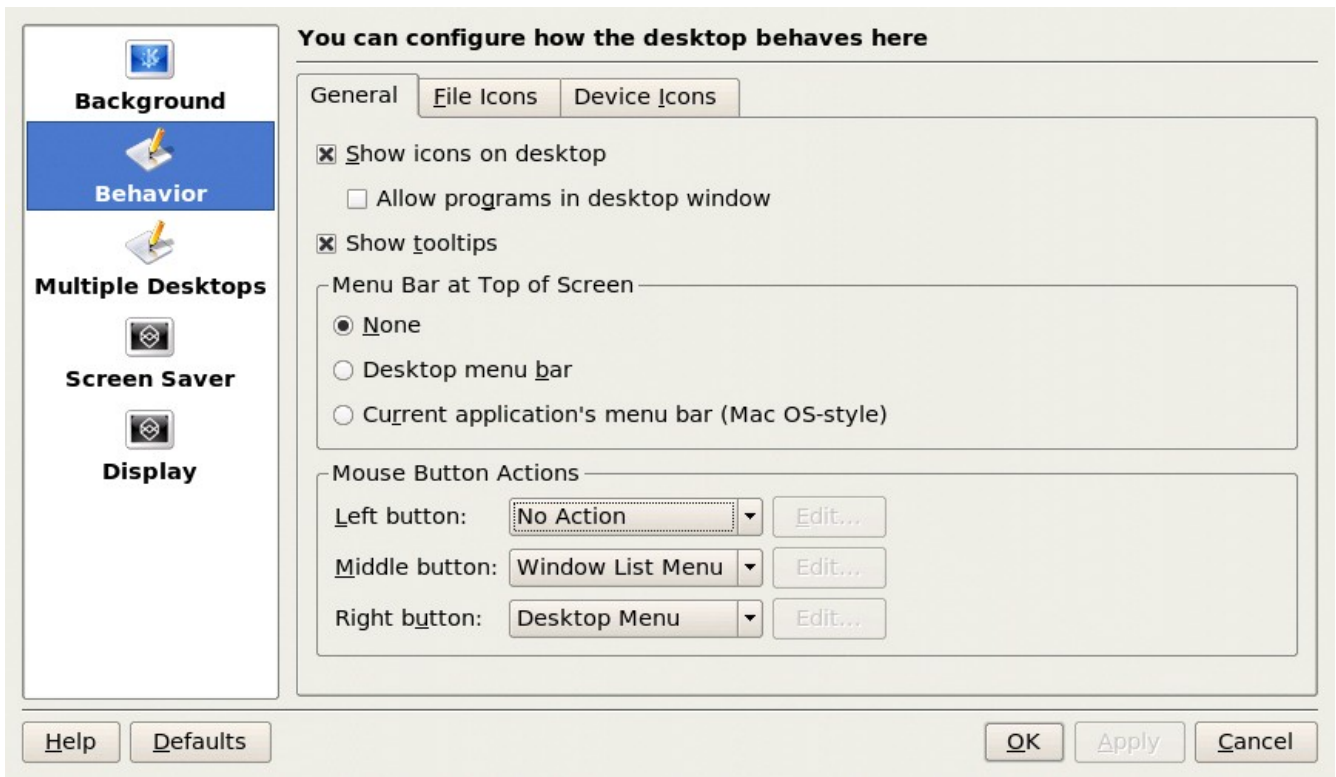 You can configure how the desktop behaves here
Background
Behavior
Multiple Desktops
Screen Saver
Display
General File Icons Device Icons
Show icons on desktop
Allow programs in desktop window
Show tooltips
Menu Bar at Top of Screen
None
Desktop menu bar
Current application's menu bar (Mac OS-style)
Mouse Button Actions
Left button: No Action Edit...
Middle button: Window List Menu Edit...
Right button: Desktop Menu Edit...
Help Defaults OK Apply Cancel